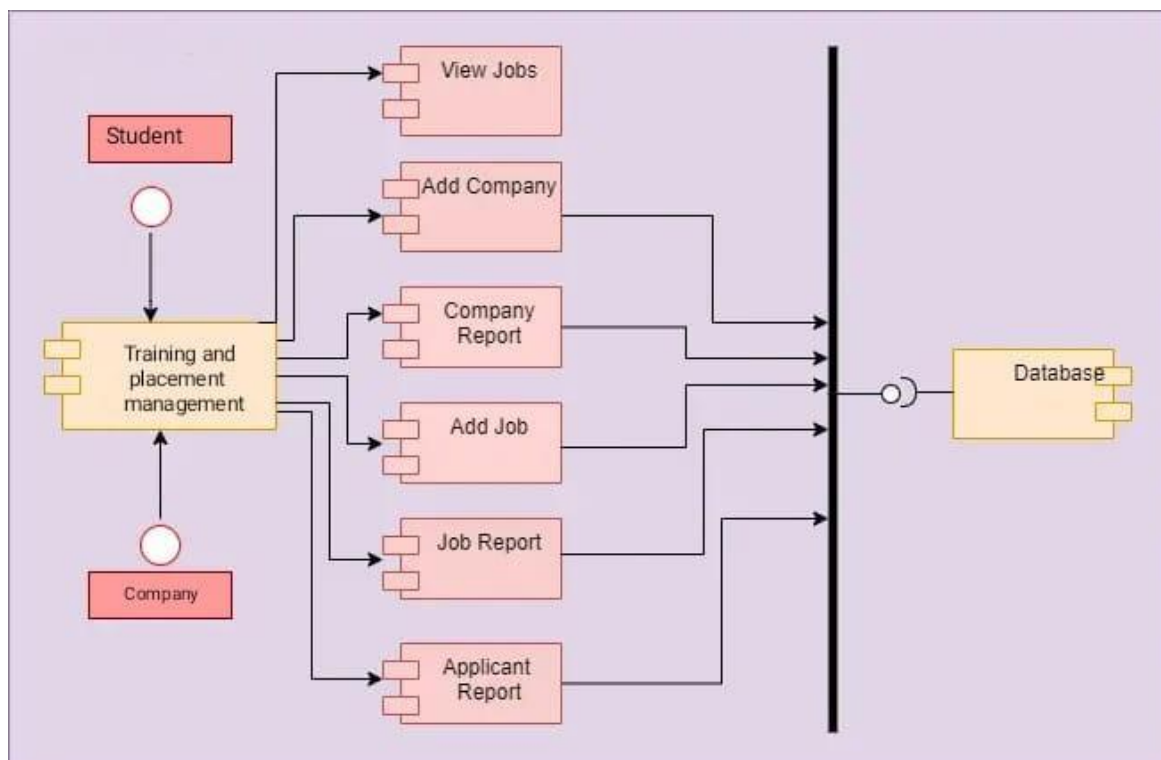 View Jobs
Student
Add Company
Company
Report
Training and
placement
management
Database
Add Job
Job Report
Company
Applicant
Report